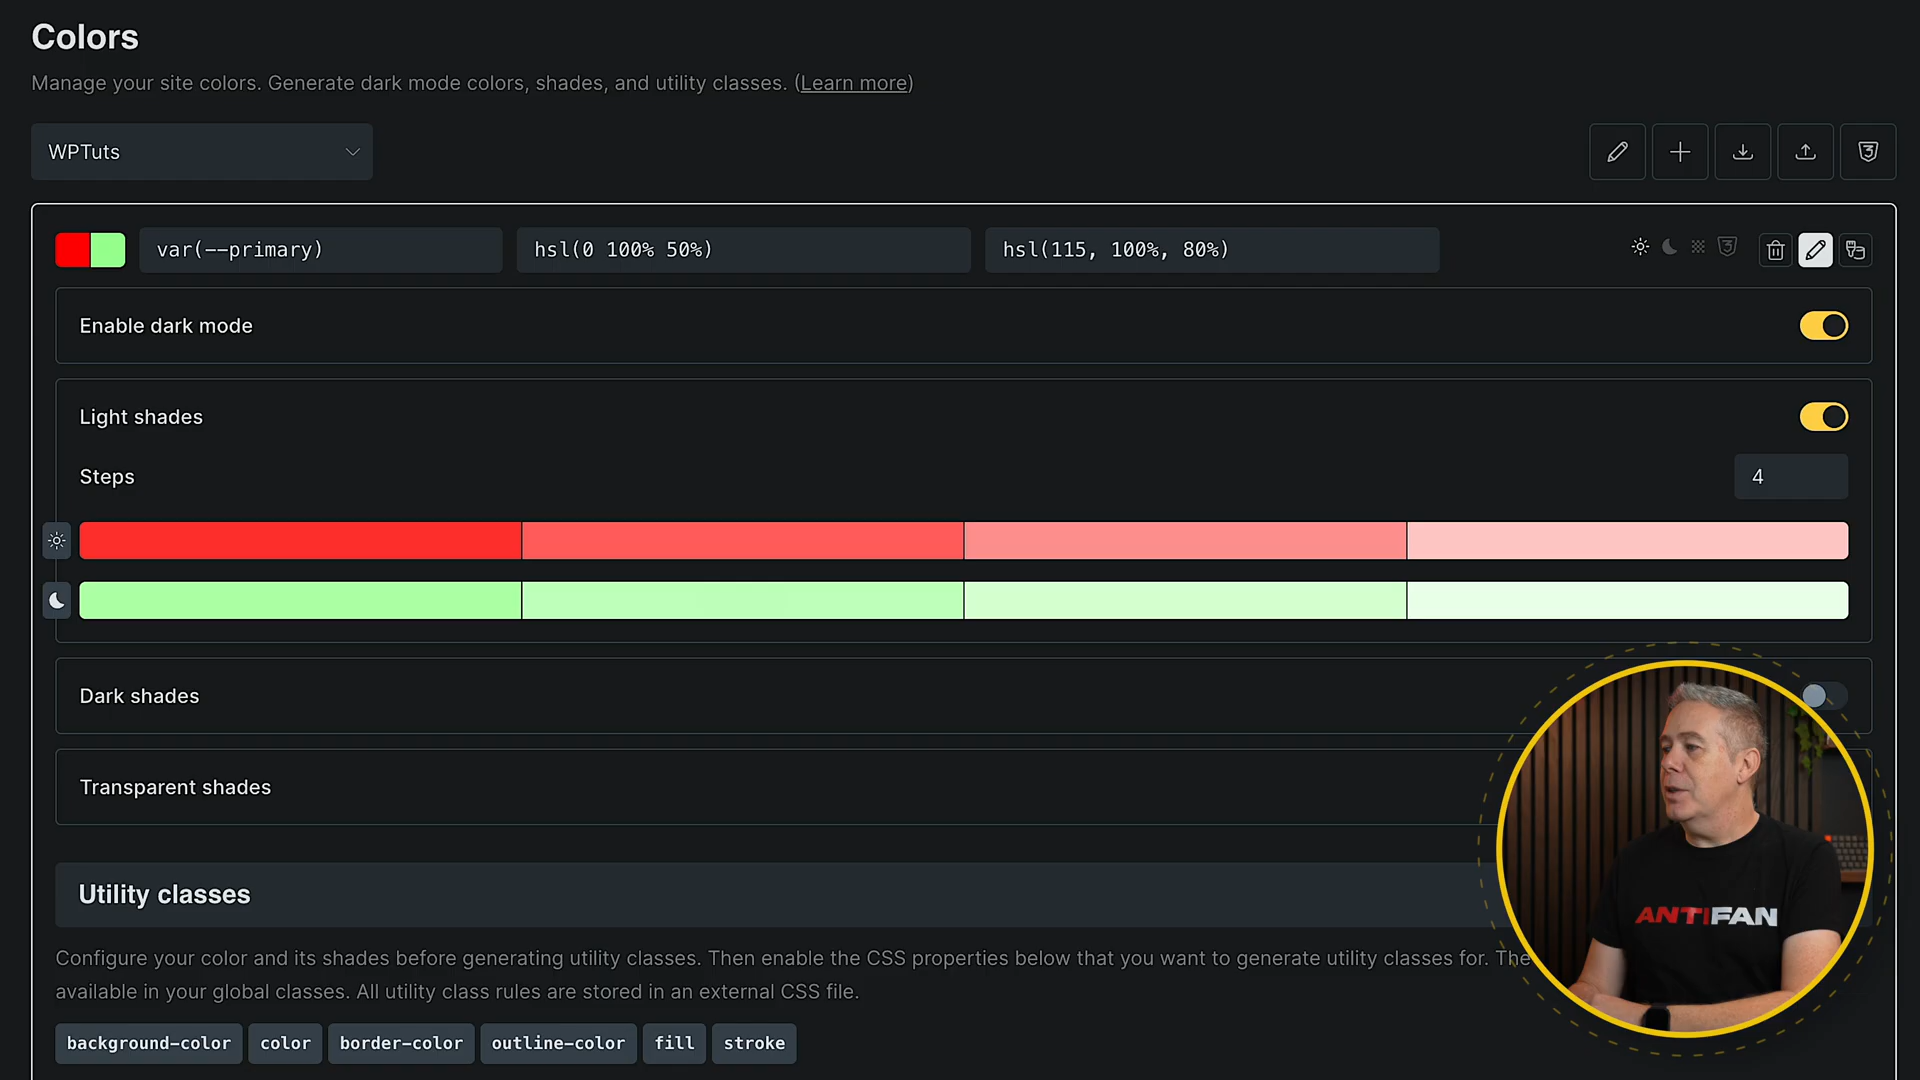 Colors
Manage your site colors. Generate dark mode colors, shades, and utility classes. (Learn more)
WPTuts
var(--primary)
hsl(0 100% 50%)
hsl(115, 100%, 80%)
Enable dark mode
Light shades
Steps
4
Dark shades
Transparent shades
Utility classes
Configure your color and its shades before generating utility classes. Then enable the CSS properties below that you want to generate utility classes for. The
available in your global classes. All utility class rules are stored in an external CSS file.
background-color
color
border-color
outline-color
fill
stroke
ANTIFAN